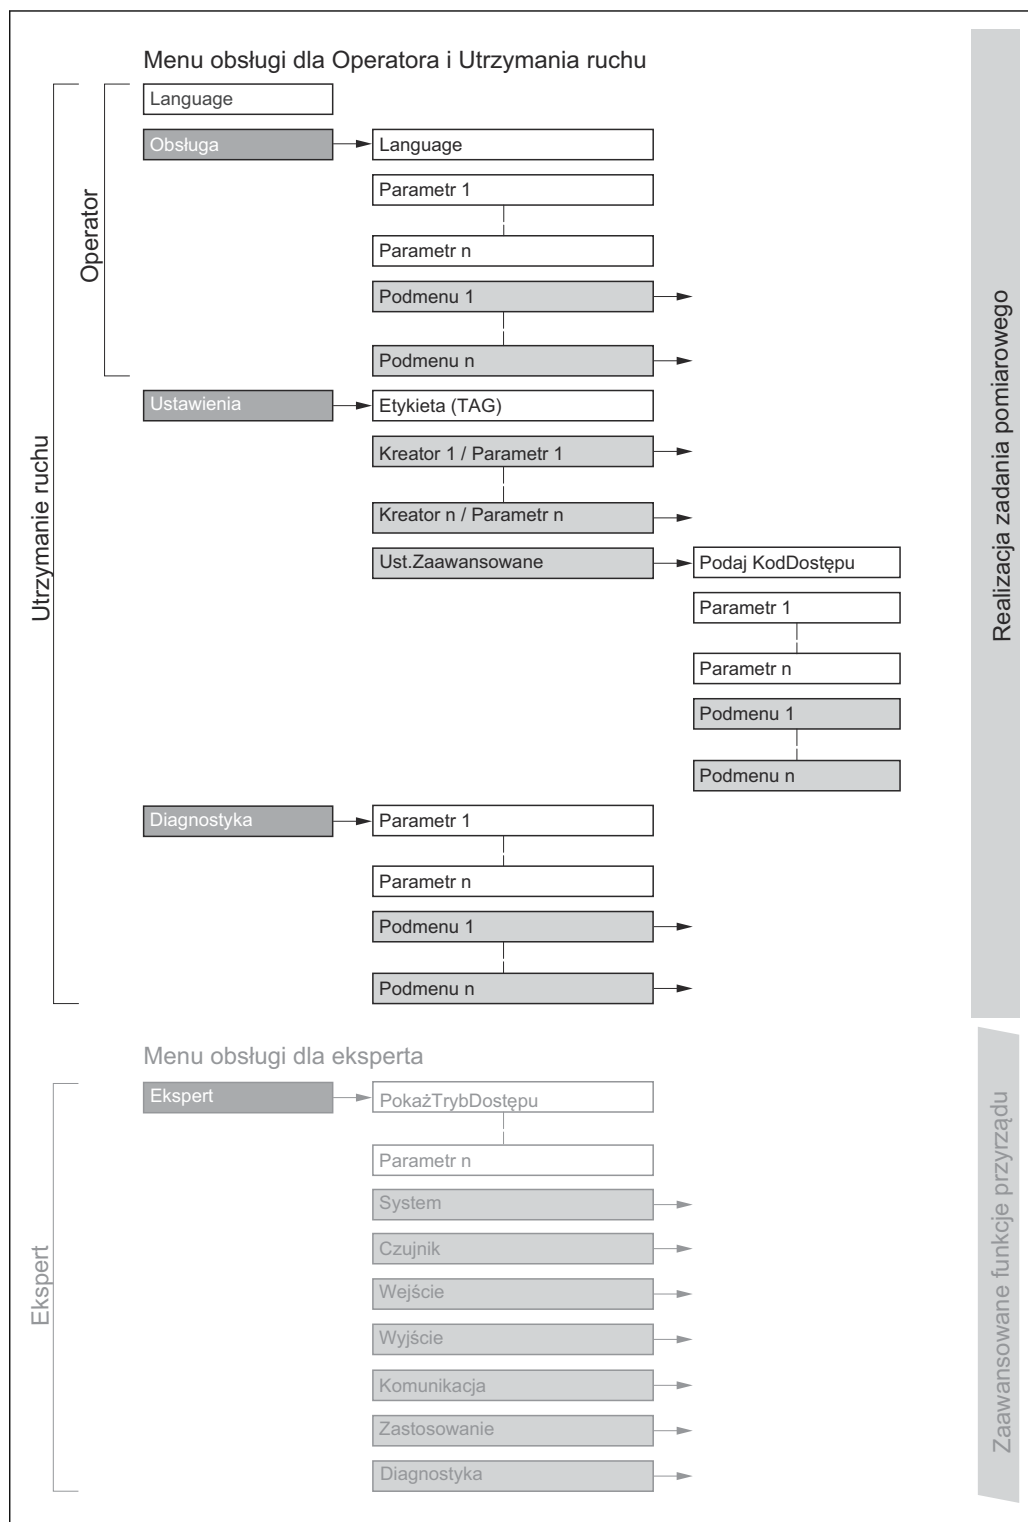 Menu obsługi dla Operatora i Utrzymania ruchu
Language
Obsługa
Language
Parametr 1
Parametr n
Podmenu 1
Podmenu n
Operator
Ustawienia
Etykieta (TAG)
Kreator 1 / Parametr 1
Kreator n / Parametr n
Ust.Zaawansowane
Podaj KodDostępu
Parametr 1
Parametr n
Podmenu 1
Podmenu n
Utrzymanie ruchu
Diagnostyka
Parametr 1
Parametr n
Podmenu 1
Podmenu n
Realizacja zadania pomiarowego
Menu obsługi dla eksperta
Ekspert
PokażTrybDostępu
Parametr n
System
Czujnik
Wejście
Wyjście
Komunikacja
Zastosowanie
Diagnostyka
Ekspert
Zaawansowane funkcje przyrządu